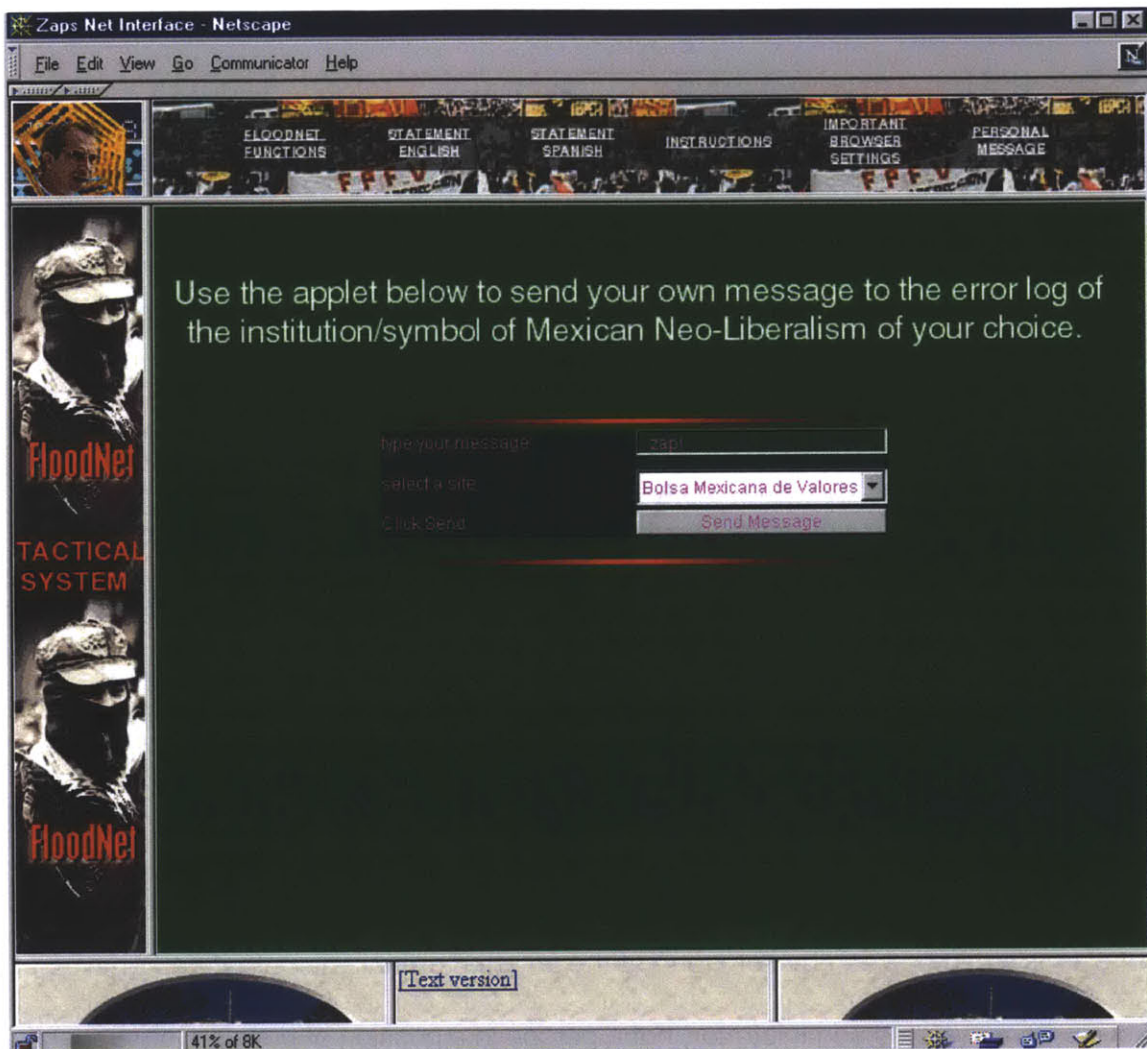 Zaps Net Interface - Netscape
File Edit View Go Communicator Help
FLOODNET FUNCTIONS
STATEMENT ENGLISH
STATEMENT SPANISH
INSTRUCTIONS
IMPORTANT BROWSER SETTINGS
PERSONAL MESSAGE
F P F V
F P F V
Use the applet below to send your own message to the error log of
the institution/symbol of Mexican Neo-Liberalism of your choice.
type your message
zap!
select a site
Bolsa Mexicana de Valores
Click Send
Send Message
FloodNet
TACTICAL
SYSTEM
FloodNet
[Text version]
41% of 8K